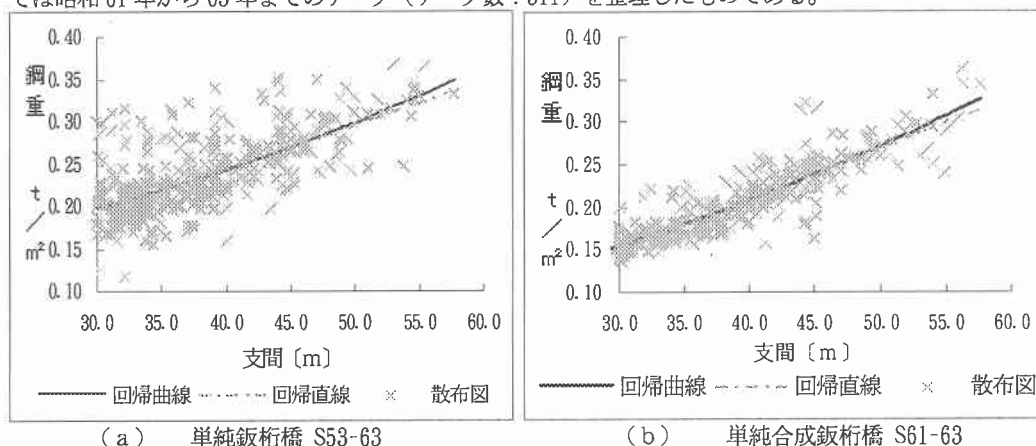 ては昭和 61 年から 63 年までのデータ（データ数：811）を整理したものである。
鋼重 t／m²
0.40
0.35
0.30
0.25
0.20
0.15
0.10
30.0 35.0 40.0 45.0 50.0 55.0 60.0
支間〔m〕
回帰曲線 回帰直線 × 散布図
(a) 単純鈑桁橋 S53-63
鋼重 t／m²
0.40
0.35
0.30
0.25
0.20
0.15
0.10
30.0 35.0 40.0 45.0 50.0 55.0 60.0
支間〔m〕
回帰曲線 回帰直線 × 散布図
(b) 単純合成鈑桁橋 S61-63